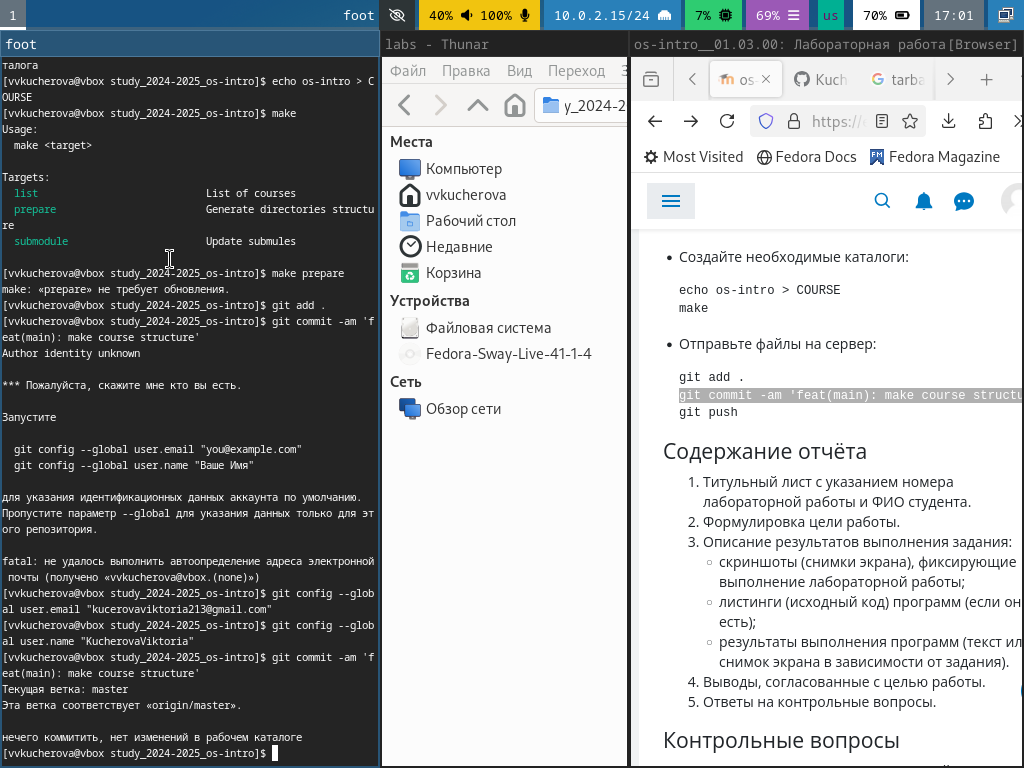 1
foot
40% 100%
10.0.2.15/24
7%
69%
us
70%
17:01
foot
талога
[vvkucherova@vbox study_2024-2025_os-intro]$ echo os-intro > C
OURSE
[vvkucherova@vbox study_2024-2025_os-intro]$ make
Usage:
make <target>
Targets:
list List of courses
prepare Generate directories structu
re
submodule Update submules
[vvkucherova@vbox study_2024-2025_os-intro]$ make prepare
make: «prepare» не требует обновления.
[vvkucherova@vbox study_2024-2025_os-intro]$ git add .
[vvkucherova@vbox study_2024-2025_os-intro]$ git commit -am 'f
eat(main): make course structure'
Author identity unknown
*** Пожалуйста, скажите мне кто вы есть.
Запустите
git config --global user.email "you@example.com"
git config --global user.name "Ваше Имя"
для указания идентификационных данных аккаунта по умолчанию.
Пропустите параметр --global для указания данных только для эт
ого репозитория.
fatal: не удалось выполнить автоопределение адреса электронной
почты (получено «vvkucherova@vbox.(none)»)
[vvkucherova@vbox study_2024-2025_os-intro]$ git config --glob
al user.email "kucerovaviktoria213@gmail.com"
[vvkucherova@vbox study_2024-2025_os-intro]$ git config --glob
al user.name "KucherovaViktoria"
[vvkucherova@vbox study_2024-2025_os-intro]$ git commit -am 'f
eat(main): make course structure'
Текущая ветка: master
Эта ветка соответствует «origin/master».
нечего коммитить, нет изменений в рабочем каталоге
[vvkucherova@vbox study_2024-2025_os-intro]$
labs - Thunar
Файл Правка Вид Переход З
y_2024-2
Места
Компьютер
vvkucherova
Рабочий стол
Недавние
Корзина
Устройства
Файловая система
Fedora-Sway-Live-41-1-4
Сеть
Обзор сети
os-intro__01.03.00: Лабораторная работа[Browser]
os-
Kuch
tarba
https:/
Most Visited Fedora Docs Fedora Magazine
Создайте необходимые каталоги:
echo os-intro > COURSE
make
Отправьте файлы на сервер:
git add .
git commit -am 'feat(main): make course structu
git push
Содержание отчёта
1. Титульный лист с указанием номера
лабораторной работы и ФИО студента.
2. Формулировка цели работы.
3. Описание результатов выполнения задания:
скриншоты (снимки экрана), фиксирующие
выполнение лабораторной работы;
листинги (исходный код) программ (если он
есть);
результаты выполнения программ (текст ил
снимок экрана в зависимости от задания).
4. Выводы, согласованные с целью работы.
5. Ответы на контрольные вопросы.
Контрольные вопросы